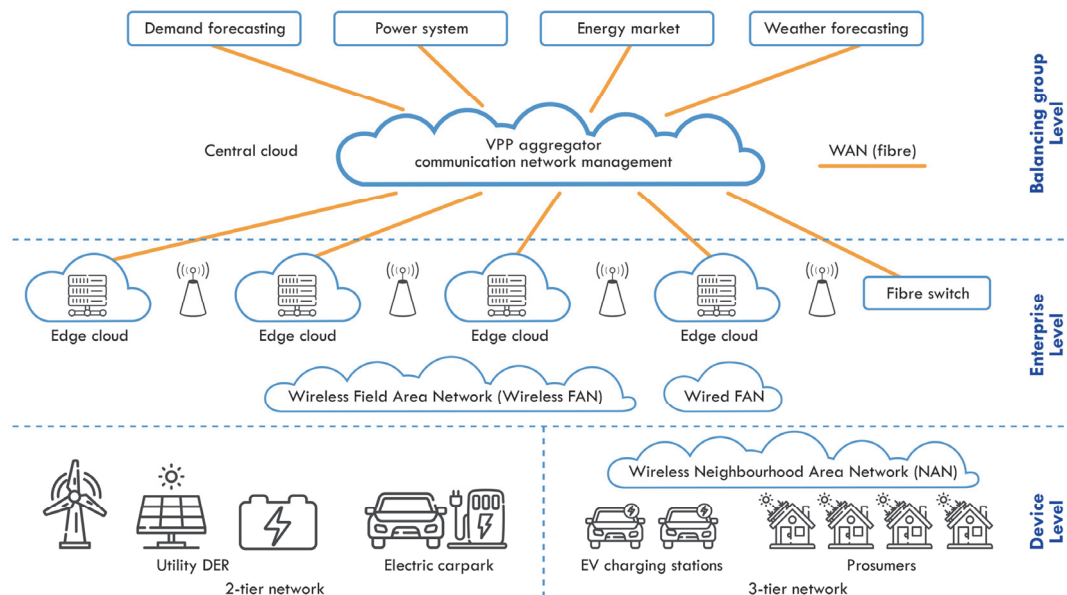 Demand forecasting
Power system
Energy market
Weather forecasting
Balancing group
Level
Central cloud
VPP aggregator
communication network management
WAN (fibre)
Edge cloud
Edge cloud
Edge cloud
Edge cloud
Fibre switch
Enterprise
Level
Wireless Field Area Network (Wireless FAN)
Wired FAN
Wireless Neighbourhood Area Network (NAN)
Device
Level
Utility DER
Electric carpark
EV charging stations
Prosumers
2-tier network
3-tier network